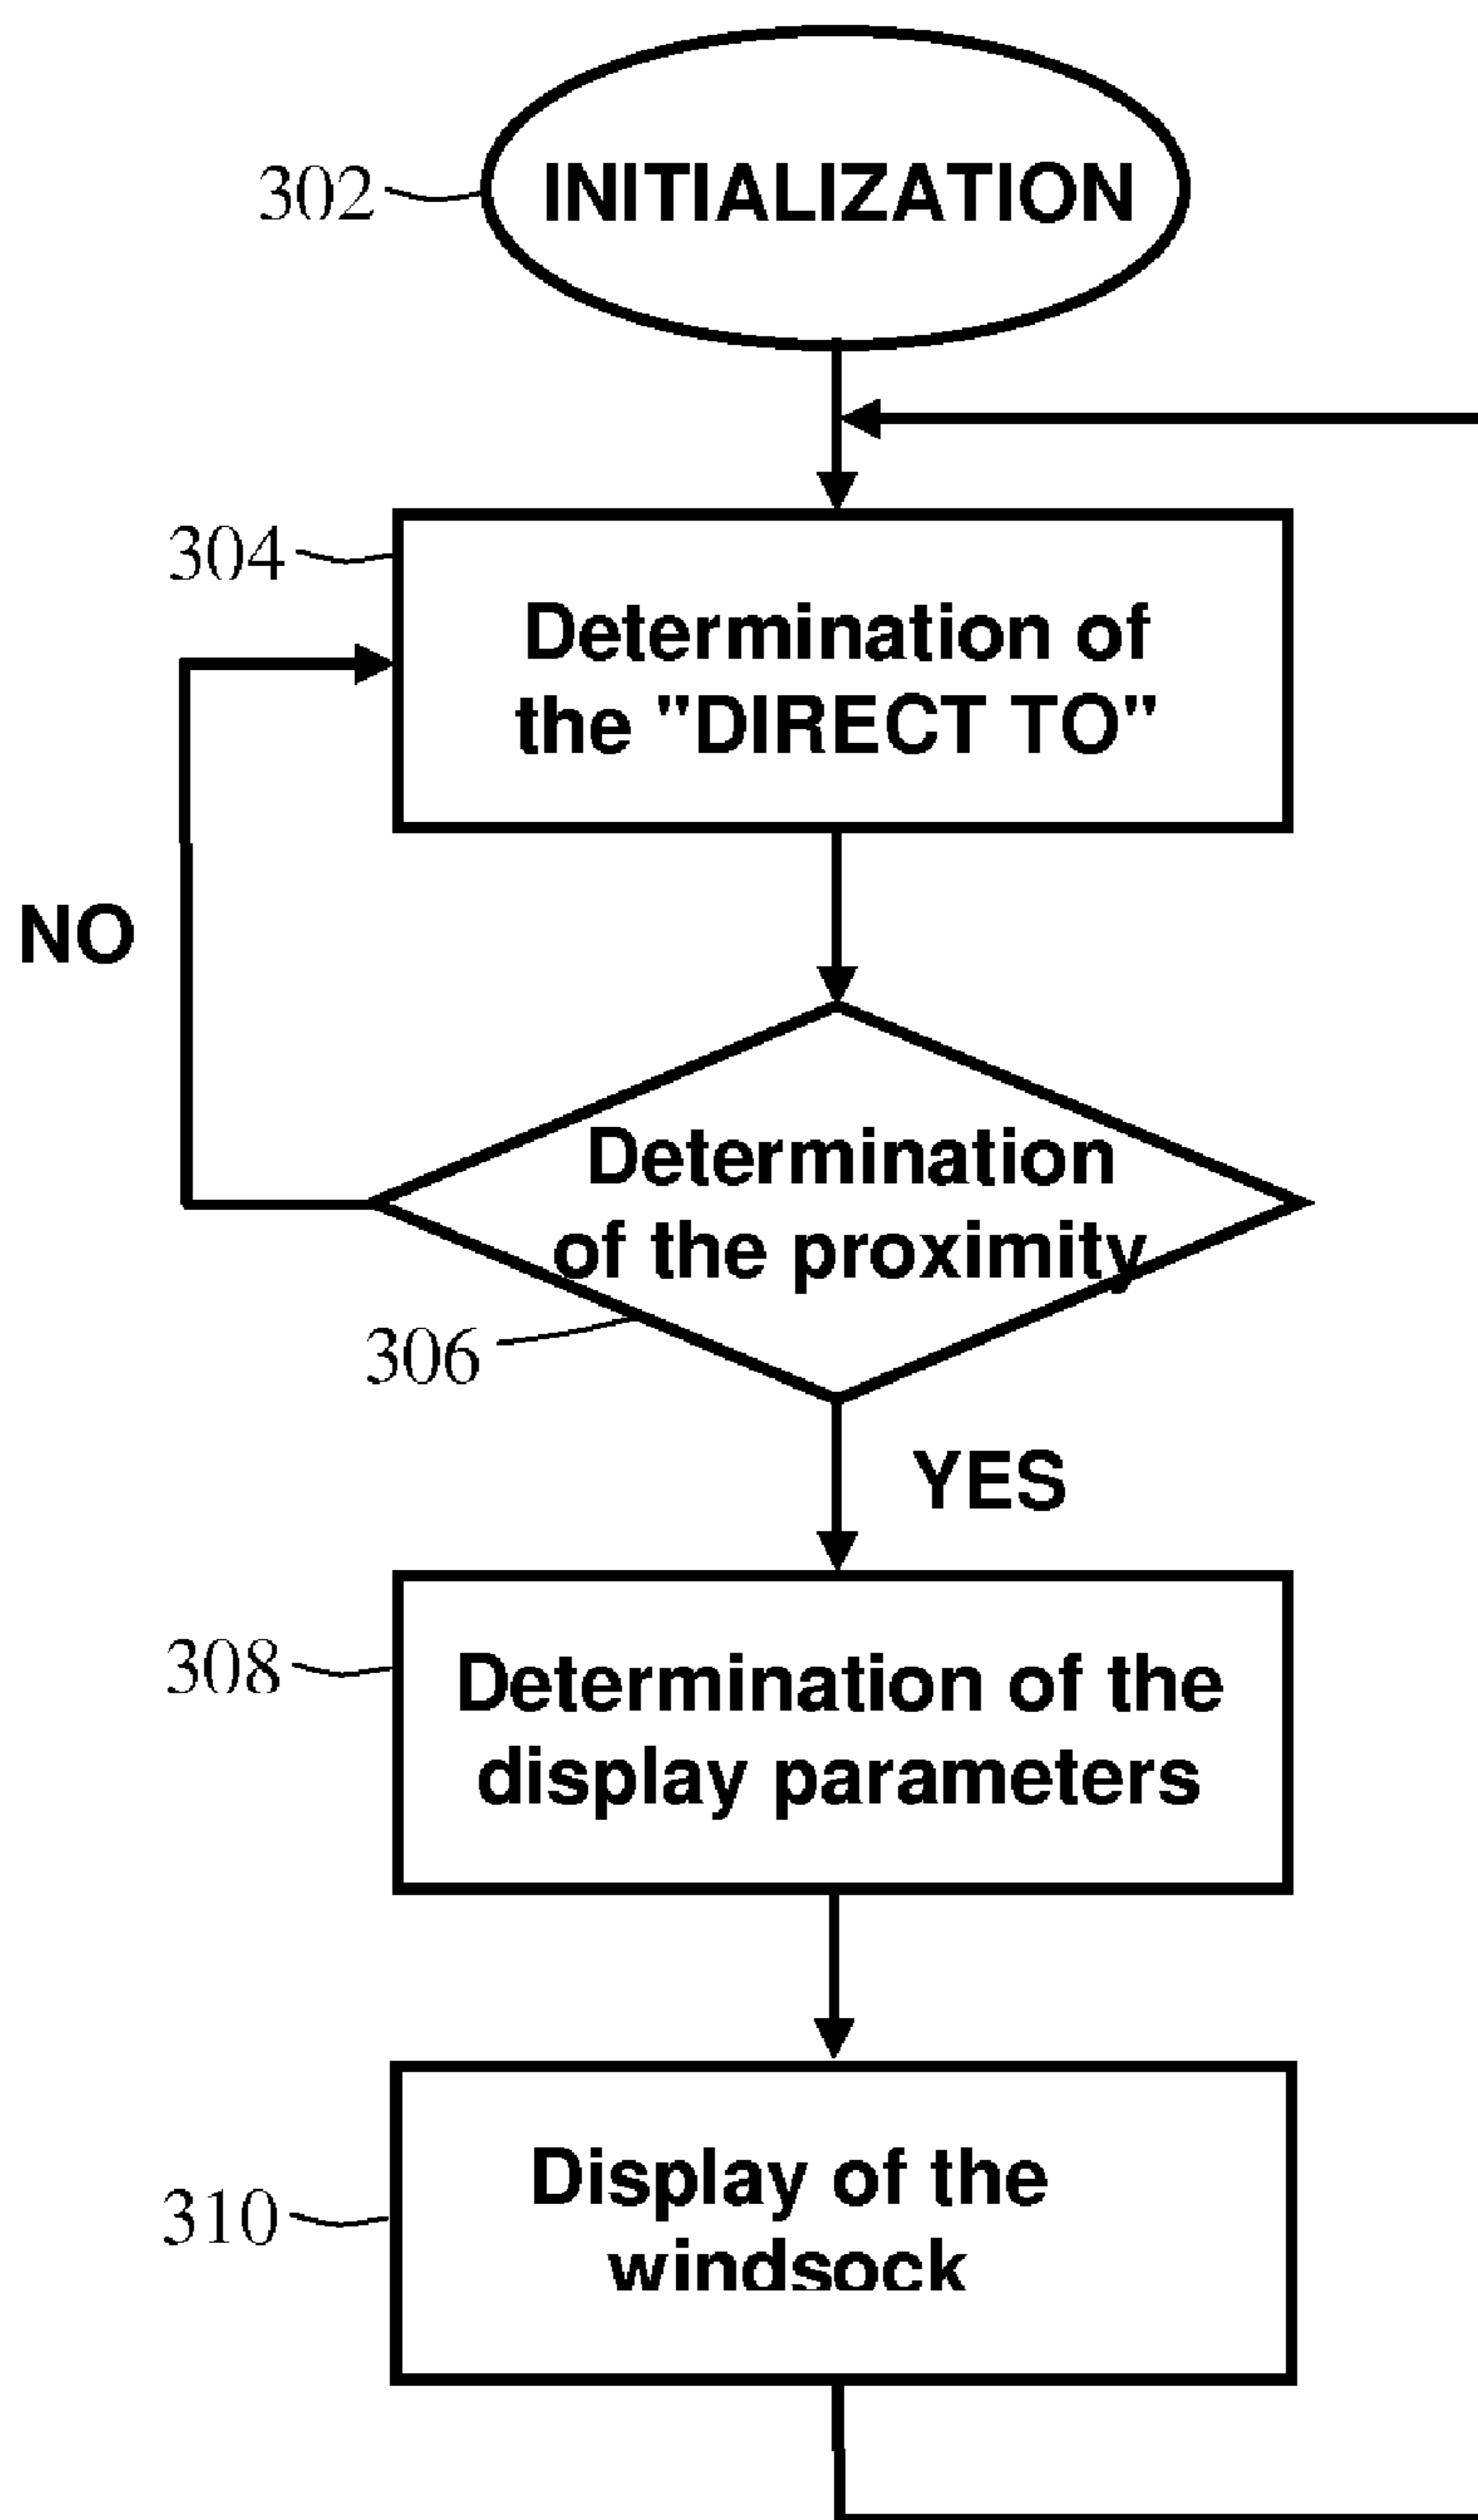 302
INITIALIZATION
304
Determination of
the "DIRECT TO"
NO
Determination
of the proximity
306
YES
308
Determination of the
display parameters
310
Display of the
windsock